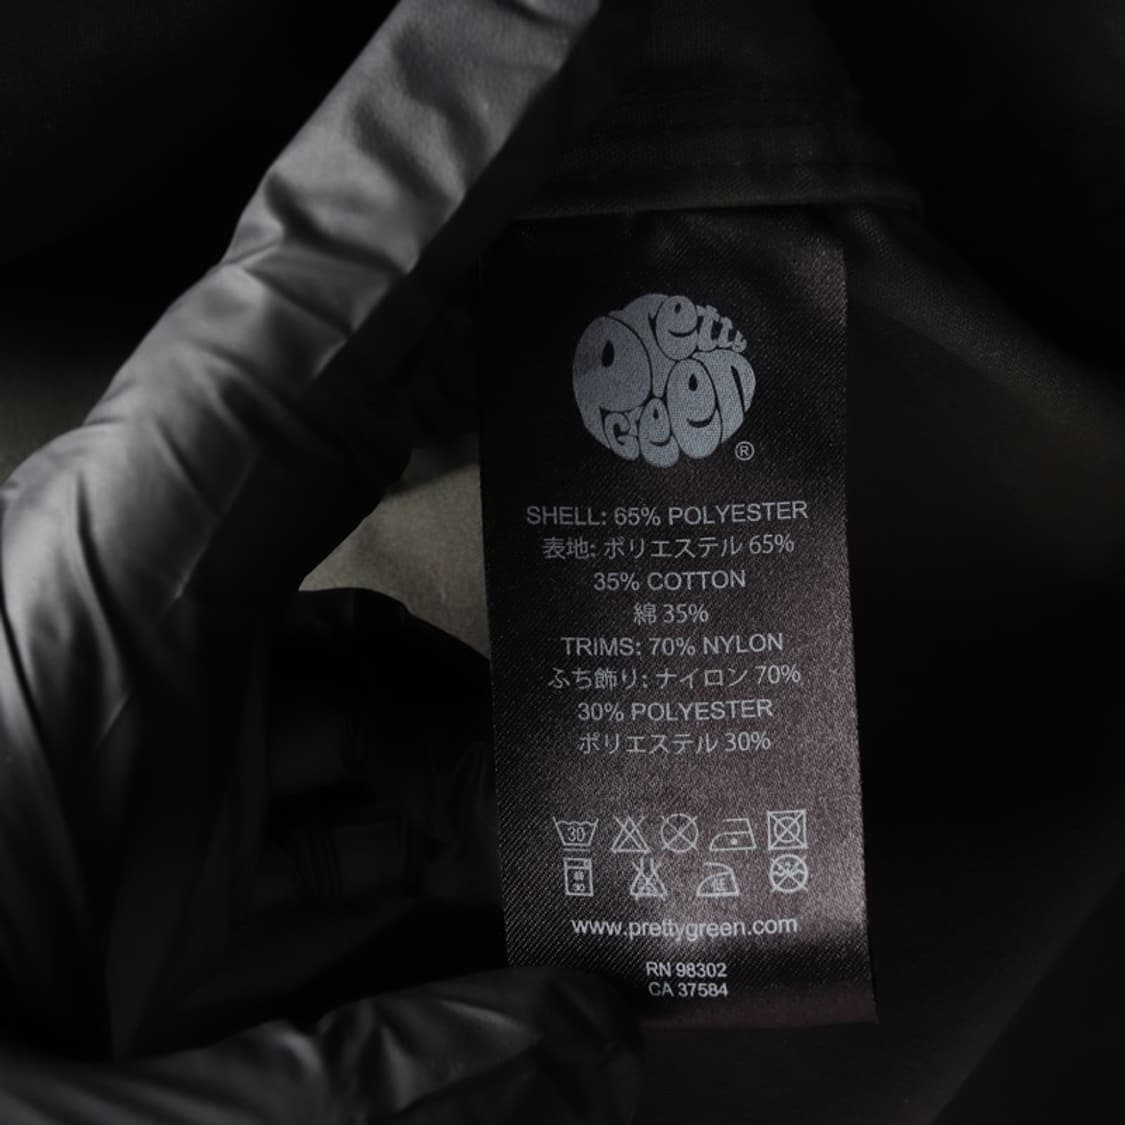 Pretty
Green
®
SHELL: 65% POLYESTER
表地: ポリエステル 65%
35% COTTON
綿 35%
TRIMS: 70% NYLON
ふち飾り: ナイロン 70%
30% POLYESTER
ポリエステル 30%
30
www.prettygreen.com
RN 98302
CA 37584